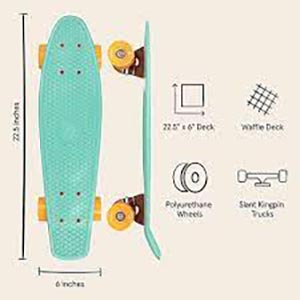 22.5 Inches
22.5" x 6" Deck
Waffle Deck
Polyurethane
Wheels
Slant Kingpin
Trucks
6 Inches